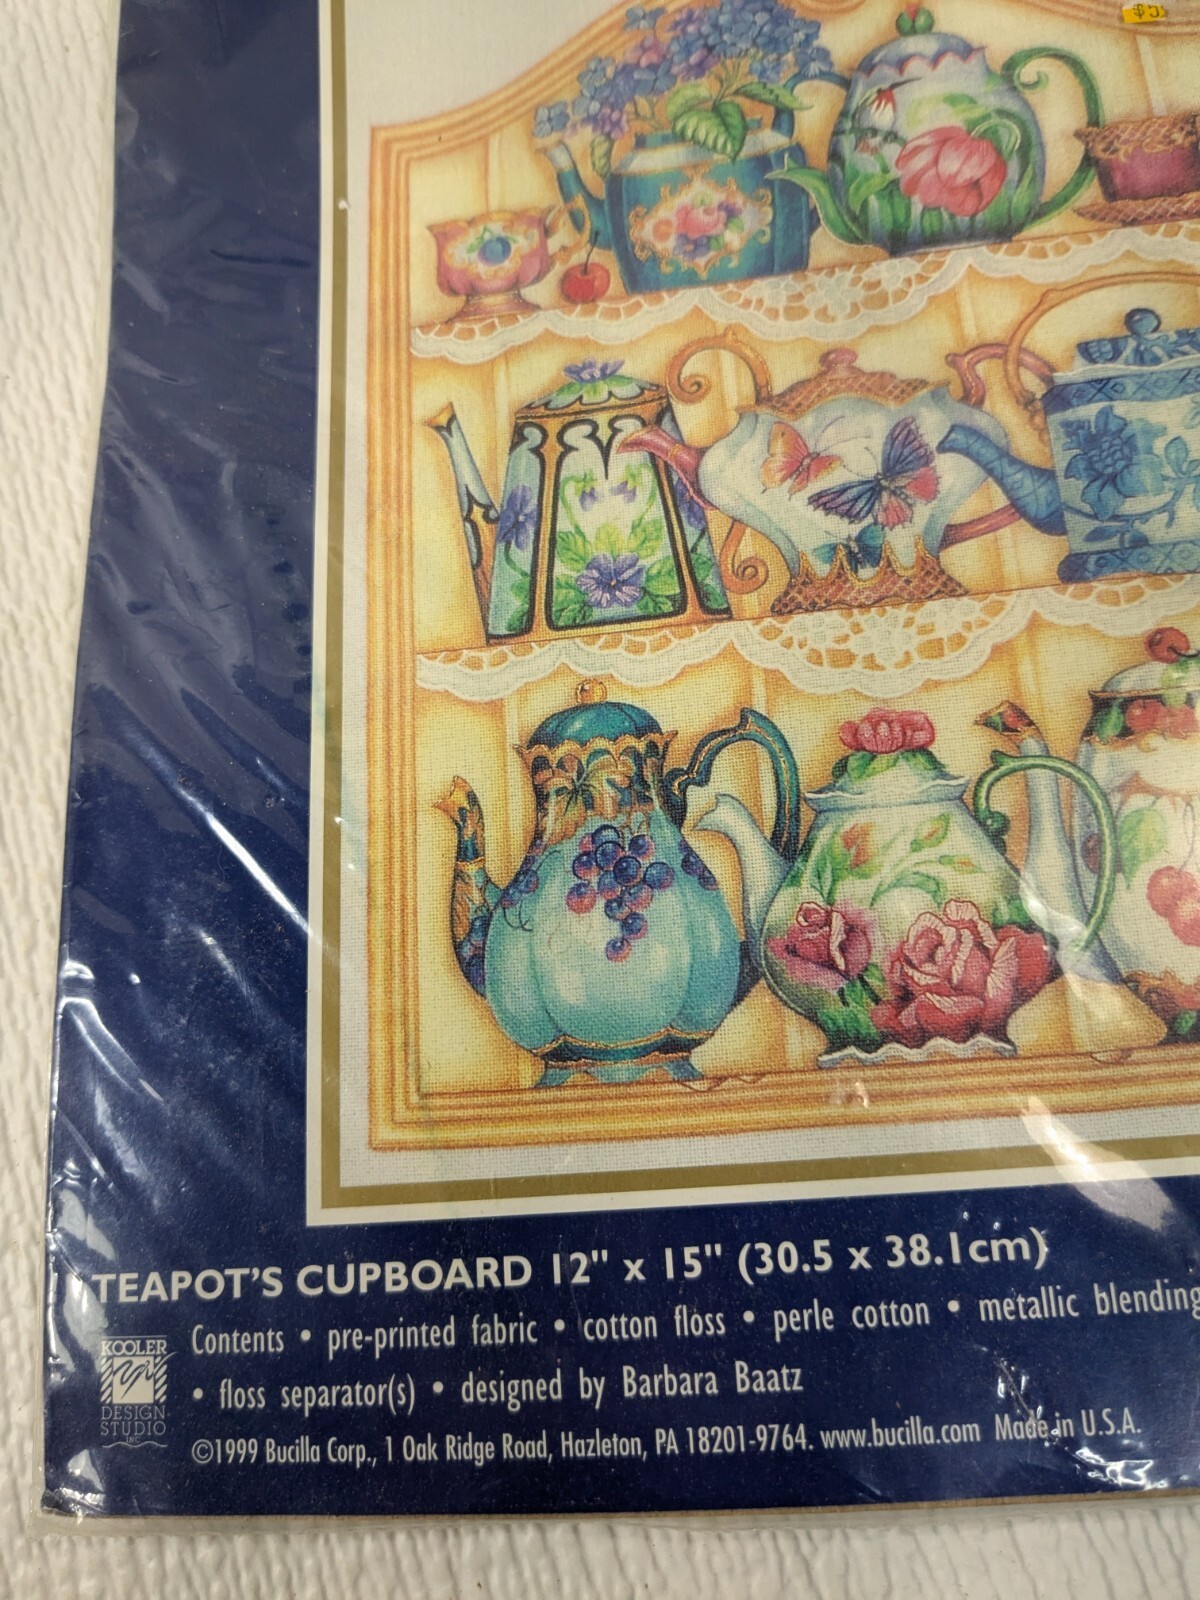 TEAPOT'S CUPBOARD 12" x 15" (30.5 x 38.1cm)
Contents • pre-printed fabric • cotton floss • perle cotton • metallic blending
• floss separator(s) • designed by Barbara Baatz
KOOLER
DESIGN
STUDIO
INC
©1999 Bucilla Corp., 1 Oak Ridge Road, Hazleton, PA 18201-9764. www.bucilla.com Made in U.S.A.